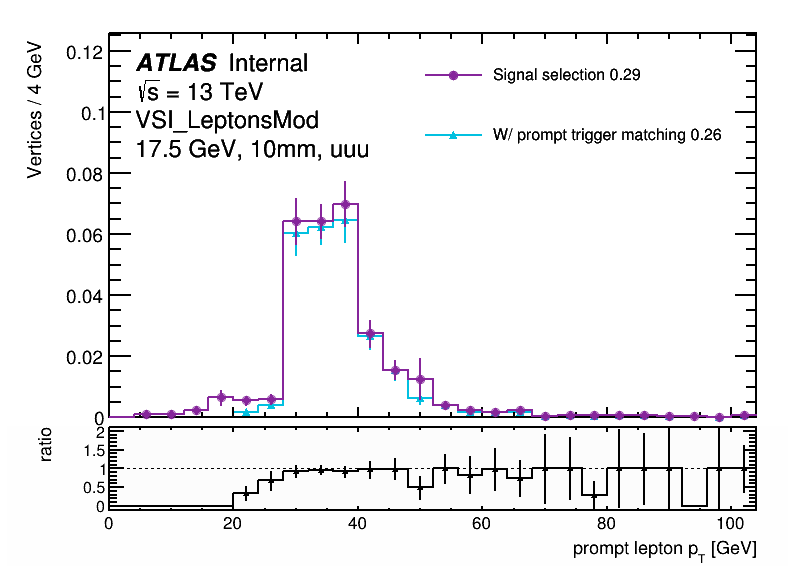 ATLAS Internal
√s = 13 TeV
VSI_LeptonsMod
17.5 GeV, 10mm, uuu
Signal selection 0.29
W/ prompt trigger matching 0.26
Vertices / 4 GeV
0.12
0.1
0.08
0.06
0.04
0.02
0
ratio
2
1.5
1
0.5
0
0 20 40 60 80 100
prompt lepton p_T [GeV]